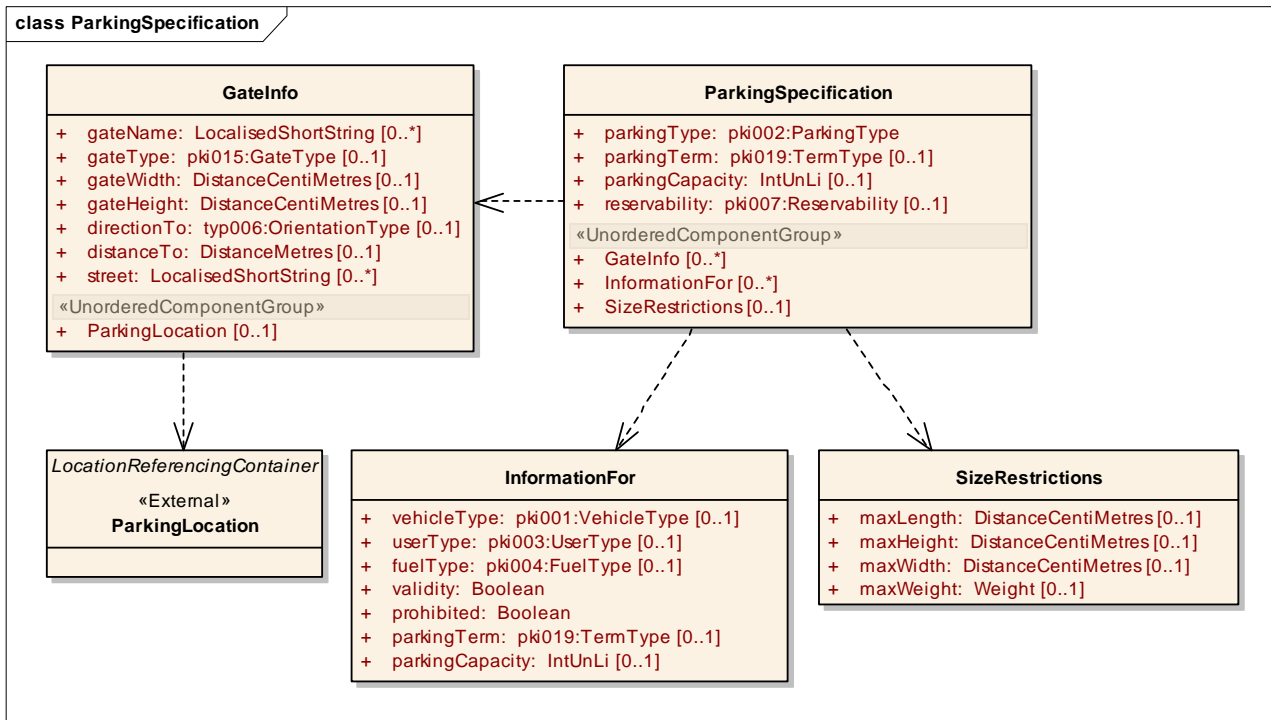 class ParkingSpecification
GateInfo
+ gateName: LocalisedShortString [0..*]
+ gateType: pki015:GateType [0..1]
+ gateWidth: DistanceCentiMetres [0..1]
+ gateHeight: DistanceCentiMetres [0..1]
+ directionTo: typ006:OrientationType [0..1]
+ distanceTo: DistanceMetres [0..1]
+ street: LocalisedShortString [0..*]
«UnorderedComponentGroup»
+ ParkingLocation [0..1]
ParkingSpecification
+ parkingType: pki002:ParkingType
+ parkingTerm: pki019:TermType [0..1]
+ parkingCapacity: IntUnLi [0..1]
+ reservability: pki007:Reservability [0..1]
«UnorderedComponentGroup»
+ GateInfo [0..*]
+ InformationFor [0..*]
+ SizeRestrictions [0..1]
LocationReferencingContainer
«External»
ParkingLocation
InformationFor
+ vehicleType: pki001:VehicleType [0..1]
+ userType: pki003:UserType [0..1]
+ fuelType: pki004:FuelType [0..1]
+ validity: Boolean
+ prohibited: Boolean
+ parkingTerm: pki019:TermType [0..1]
+ parkingCapacity: IntUnLi [0..1]
SizeRestrictions
+ maxLength: DistanceCentiMetres [0..1]
+ maxHeight: DistanceCentiMetres [0..1]
+ maxWidth: DistanceCentiMetres [0..1]
+ maxWeight: Weight [0..1]